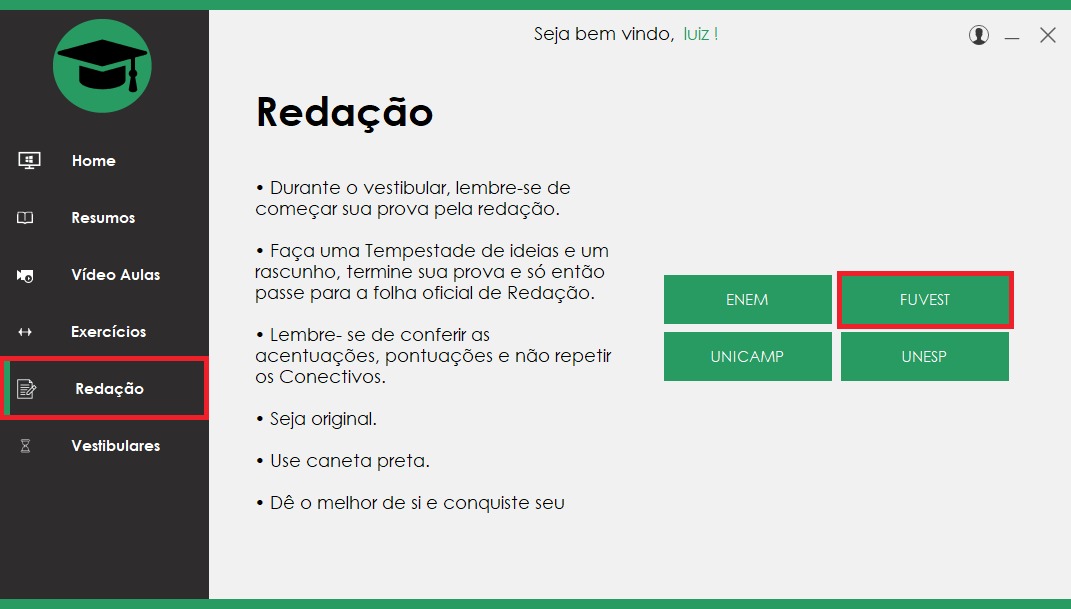 Seja bem vindo, luiz !
Home
Resumos
Vídeo Aulas
Exercícios
Redação
Vestibulares
Redação
• Durante o vestibular, lembre-se de
começar sua prova pela redação.
• Faça uma Tempestade de ideias e um
rascunho, termine sua prova e só então
passe para a folha oficial de Redação.
• Lembre- se de conferir as
acentuações, pontuações e não repetir
os Conectivos.
• Seja original.
• Use caneta preta.
• Dê o melhor de si e conquiste seu
ENEM
FUVEST
UNICAMP
UNESP